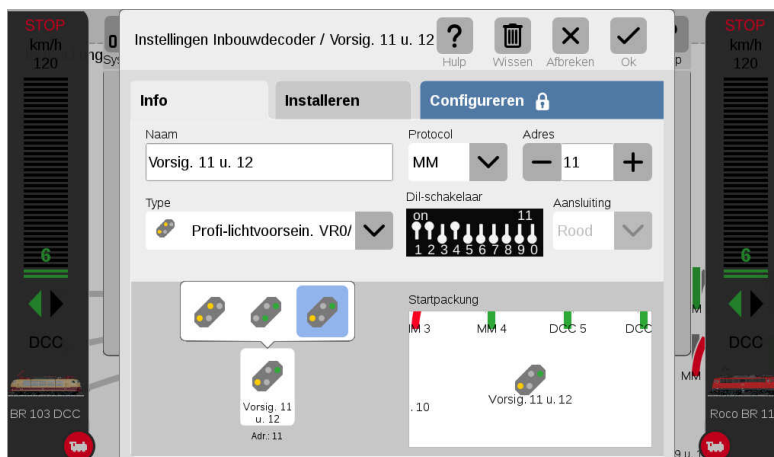 STOP
km/h
120
6
DCC
BR 103 DCC
Instellingen Inbouwdecoder / Vorsig. 11 u. 12
?
Hulp
Wissen
Afbreken
Ok
Info
Installeren
Configureren
Naam
Vorsig. 11 u. 12
Protocol
MM
Adres
11
Type
Profi-lichtvoorsein. VR0/
Dil-schakelaar
on 11
1 2 3 4 5 6 7 8 9 0
Aansluiting
Rood
Vorsig. 11
u. 12
Adr.: 11
Startpackung
MM 4
DCC 5
. 10
Vorsig. 11 u. 12
STOP
km/h
120
6
DCC
Roco BR 11